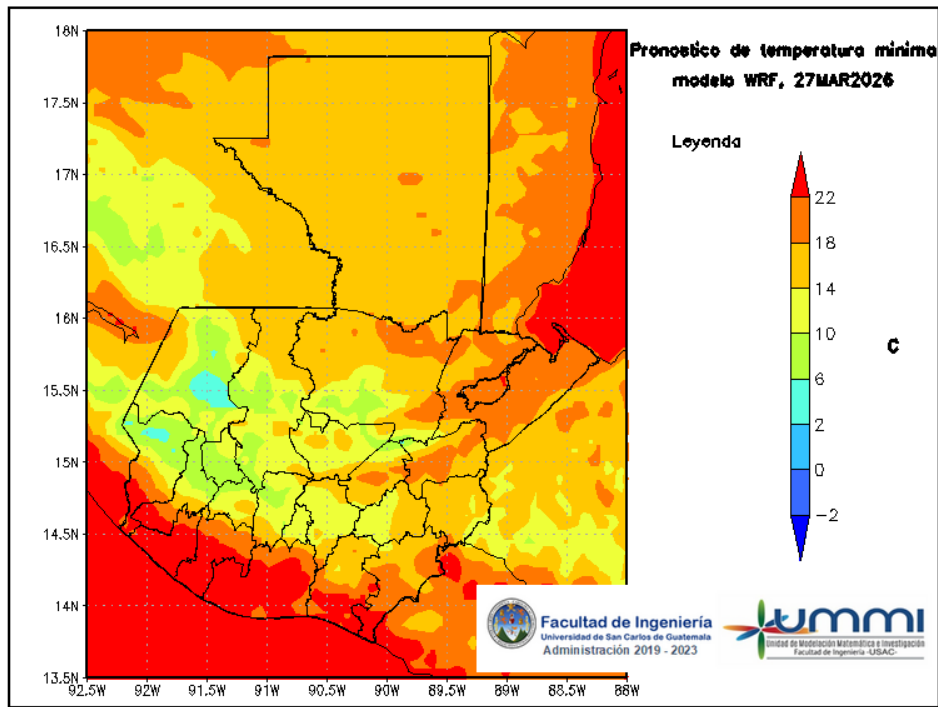 Pronostico de temperatura minima
modelo WRF, 27MAR2026
Leyenda
22
18
14
10
6
2
0
−2
C
18N
17.5N
17N
16.5N
16N
15.5N
15N
14.5N
14N
13.5N
92.5W
92W
91.5W
91W
90.5W
90W
89.5W
89W
88.5W
88W
Facultad de Ingeniería
Universidad de San Carlos de Guatemala
Administración 2019 - 2023
ummi
Unidad de Modelación Matemática e Investigación
Facultad de Ingeniería -USAC-